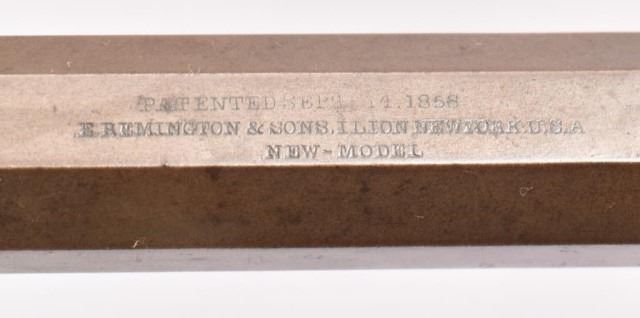 PATENTED SEPT. 14. 1858
E. REMINGTON & SONS. ILION NEW YORK U.S.A
NEW-MODEL